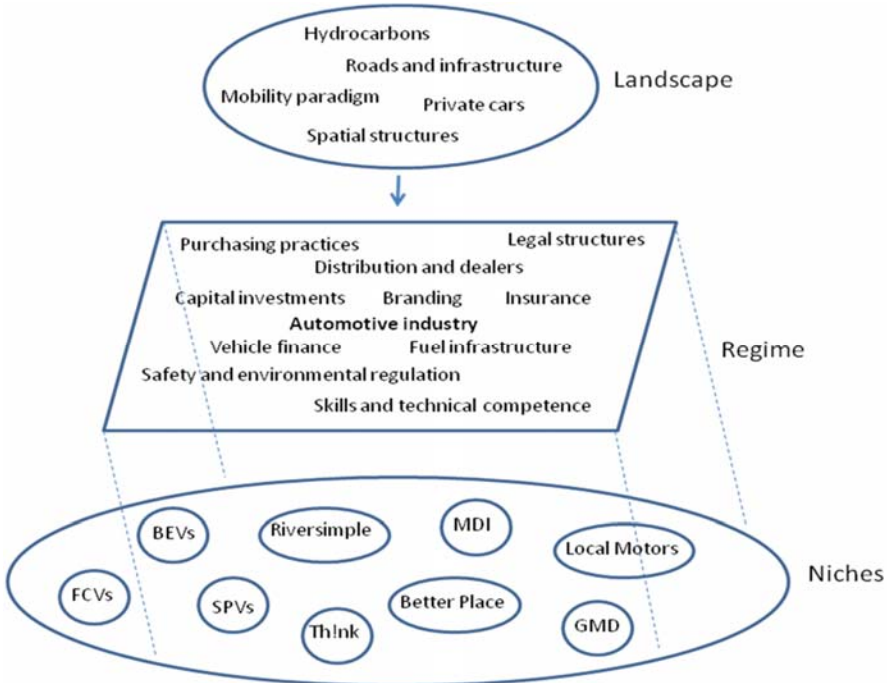 Hydrocarbons
Roads and infrastructure
Landscape
Mobility paradigm
Private cars
Spatial structures
Purchasing practices
Legal structures
Distribution and dealers
Capital investments
Branding
Insurance
Automotive industry
Vehicle finance
Fuel infrastructure
Regime
Safety and environmental regulation
Skills and technical competence
BEVs
Riversimple
MDI
Local Motors
Niches
FCVs
SPVs
Th!nk
Better Place
GMD